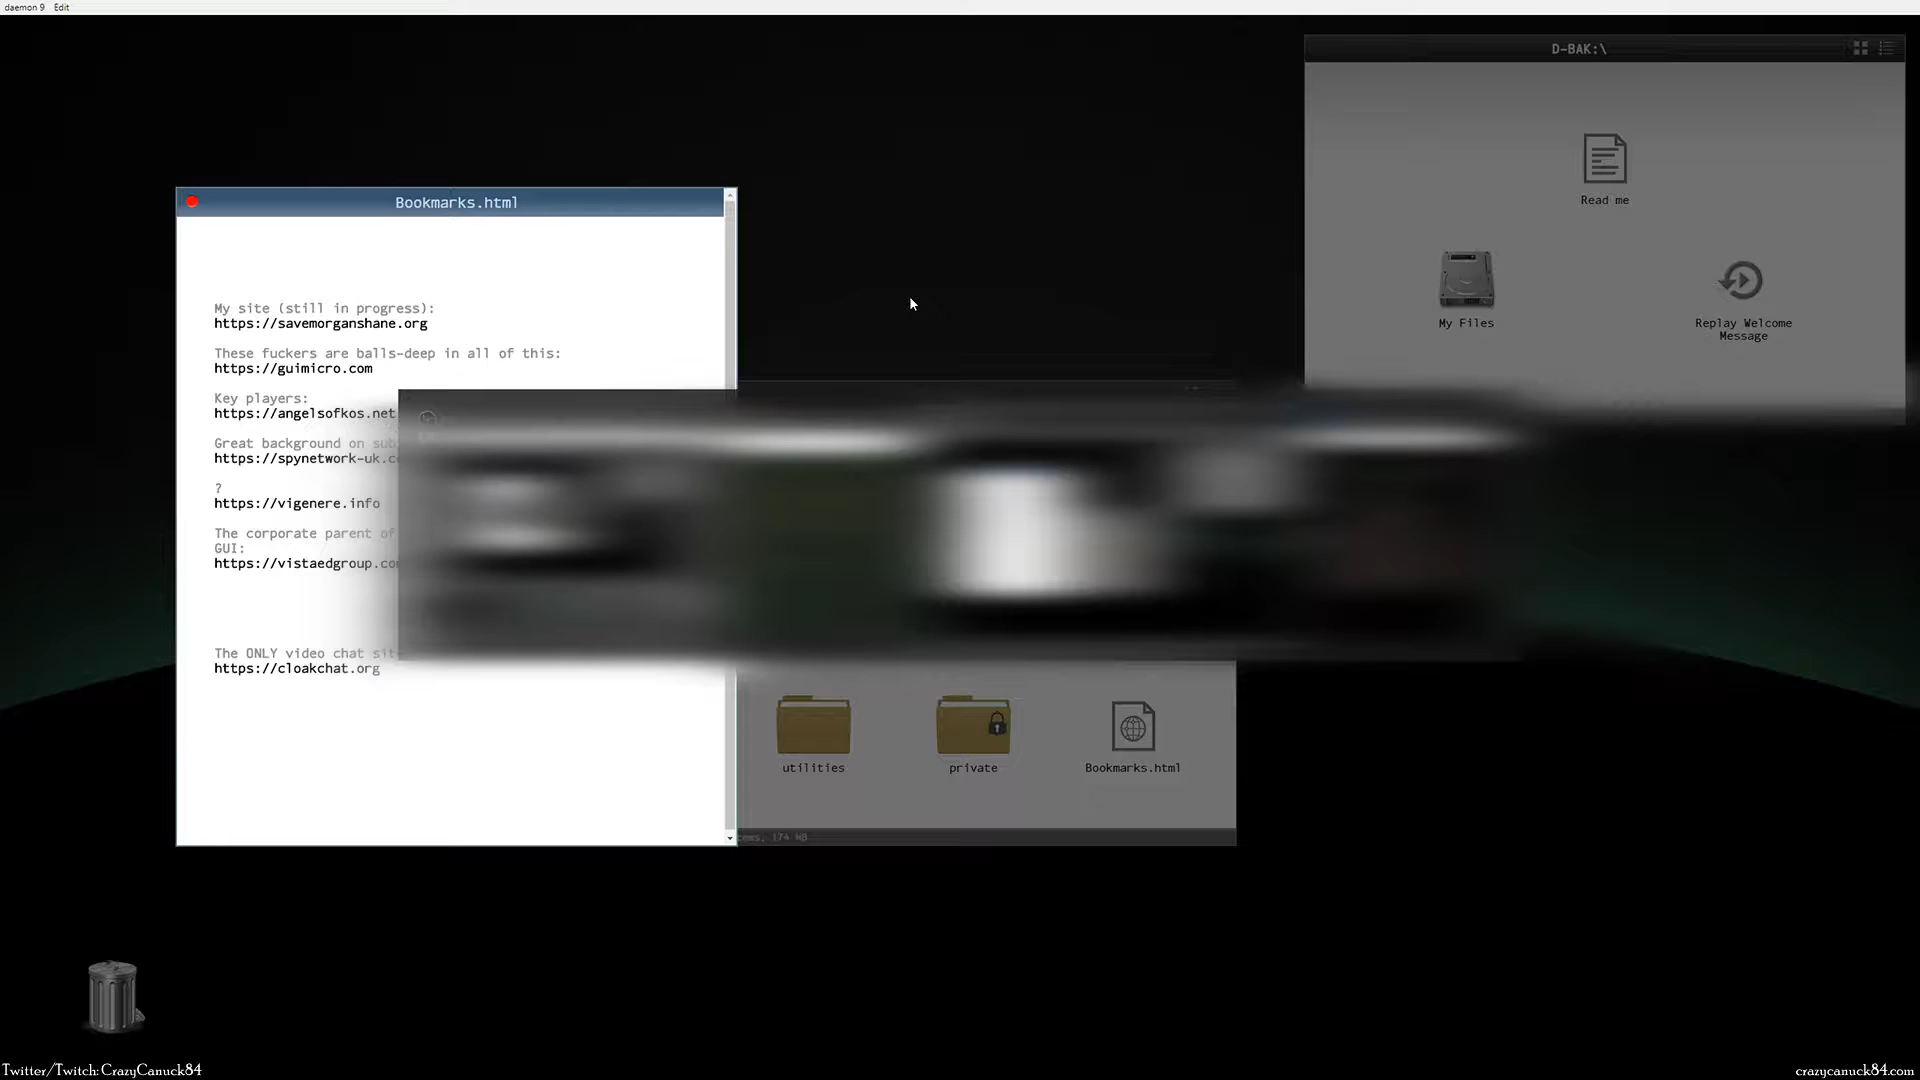 daemon 9 Edit
D-BAK:\
Read me
My Files
Replay Welcome
Message
Bookmarks.html
My site (still in progress):
https://savemorganshane.org
These fuckers are balls-deep in all of this:
https://guimicro.com
Key players:
https://angelsofkos.net
Great background on
https://spynetwork-uk.
?
https://vigenere.info
The corporate parent of
GUI:
https://vistaedgroup.
The ONLY video chat
https://cloakchat.org
utilities
private
Bookmarks.html
174 MB
Twitter/Twitch: CrazyCanuck84
crazycanuck84.com